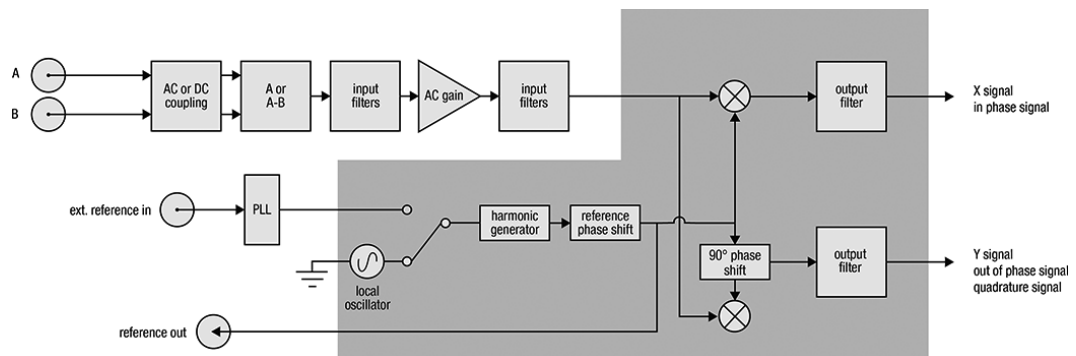 A
B
AC or DC
coupling
A or
A-B
input
filters
AC gain
input
filters
output
filter
X signal
in phase signal
ext. reference in
PLL
harmonic
generator
reference
phase shift
local
oscillator
90° phase
shift
output
filter
Y signal
out of phase signal
quadrature signal
reference out